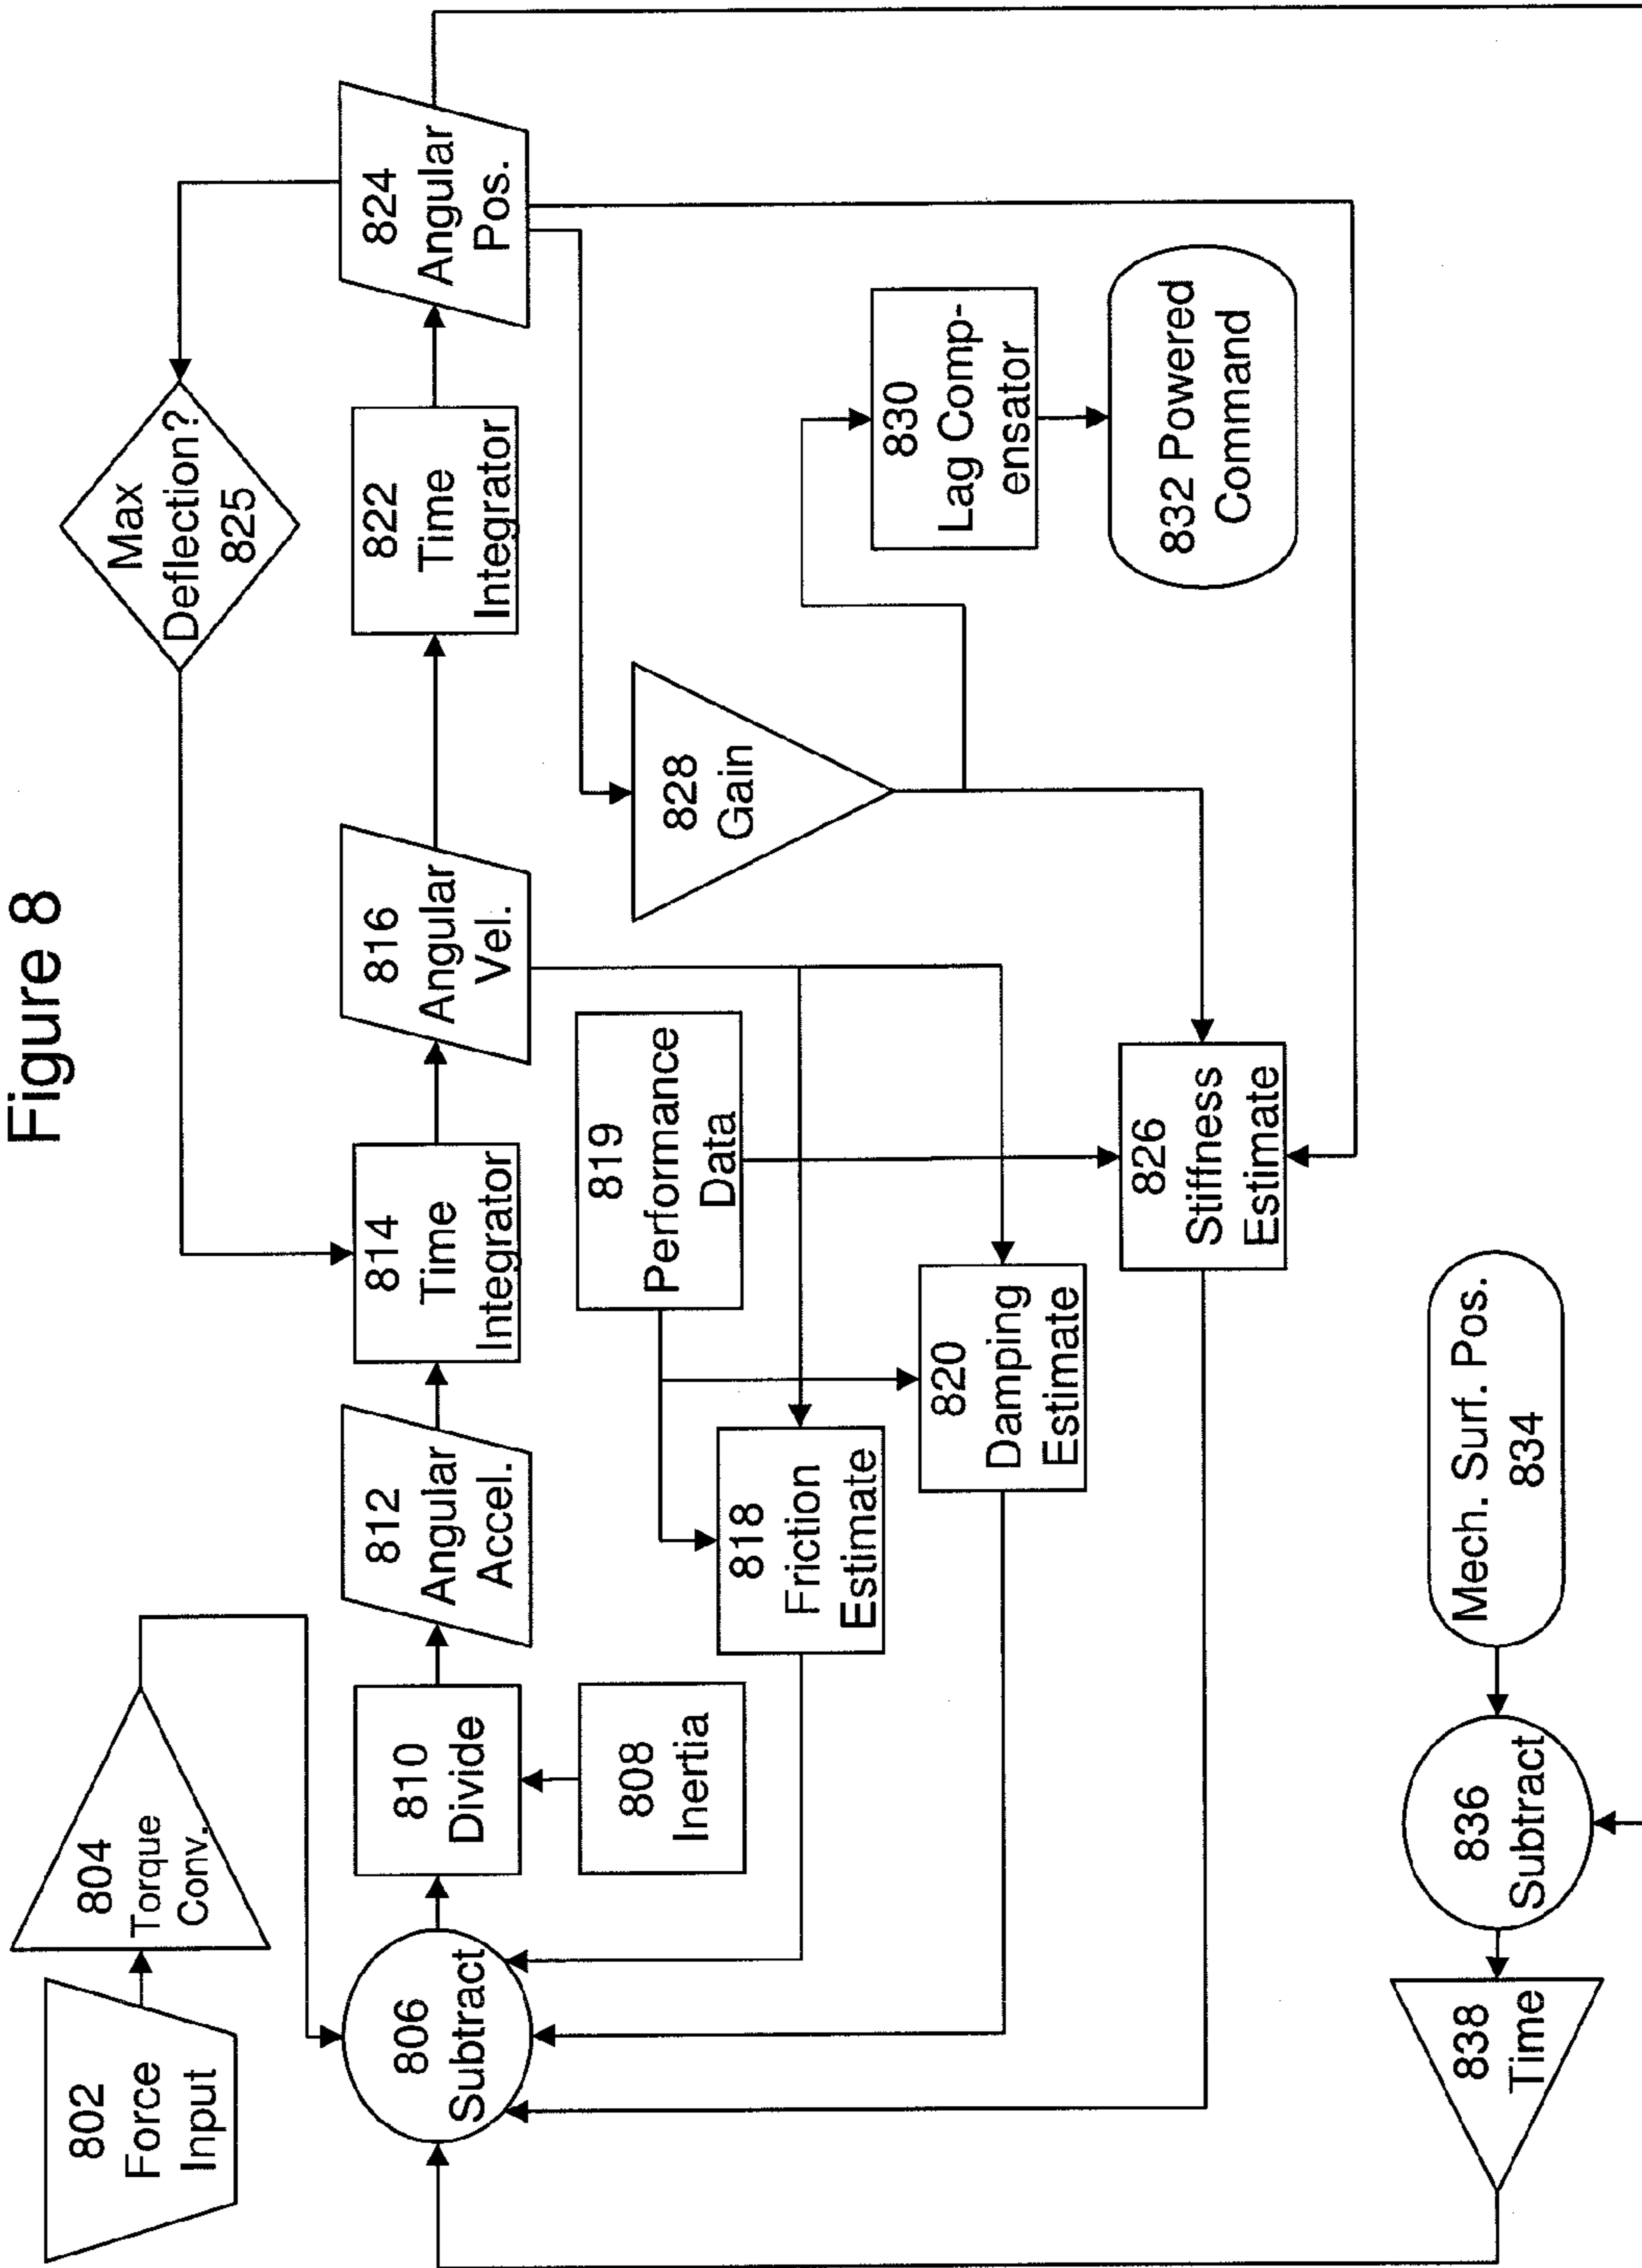 Figure 8
802
Force
Input
804
Torque
Conv.
806
Subtract
810
Divide
808
Inertia
812
Angular
Accel.
814
Time
Integrator
816
Angular
Vel.
822
Time
Integrator
824
Angular
Pos.
Max
Deflection?
825
818
Friction
Estimate
819
Performance
Data
820
Damping
Estimate
828
Gain
830
Lag Comp-
ensator
832 Powered
Command
826
Stiffness
Estimate
Mech. Surf. Pos.
834
836
Subtract
838
Time